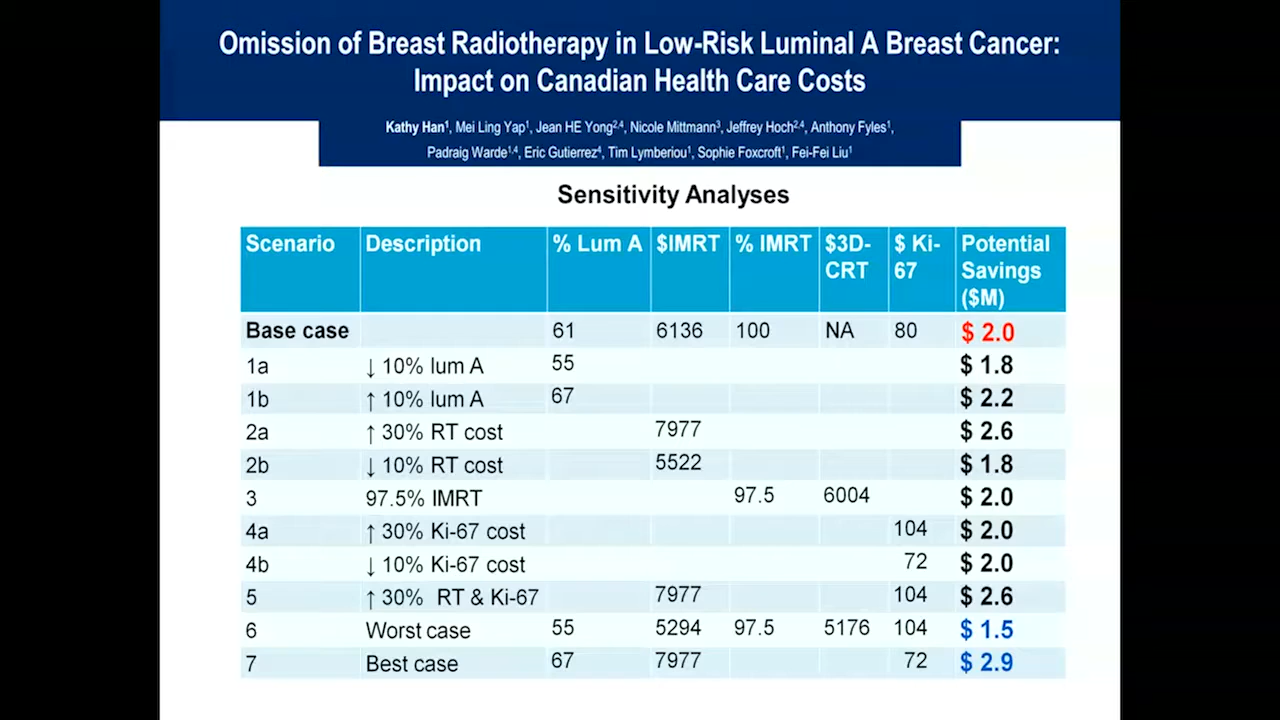 Omission of Breast Radiotherapy in Low-Risk Luminal A Breast Cancer:
Impact on Canadian Health Care Costs
Kathy Han¹, Mei Ling Yap¹, Jean HE Yong²,⁴, Nicole Mittmann³, Jeffrey Hoch²,⁴, Anthony Fyles¹,
Padraig Warde¹,⁴, Eric Gutierrez⁴, Tim Lymberiou¹, Sophie Foxcroft¹, Fei-Fei Liu¹
Sensitivity Analyses
Scenario Description % Lum A $IMRT % IMRT $3D-CRT $ Ki-67 Potential Savings ($M)
Base case 61 6136 100 NA 80 $ 2.0
1a ↓ 10% lum A 55 $ 1.8
1b ↑ 10% lum A 67 $ 2.2
2a ↑ 30% RT cost 7977 $ 2.6
2b ↓ 10% RT cost 5522 $ 1.8
3 97.5% IMRT 97.5 6004 $ 2.0
4a ↑ 30% Ki-67 cost 104 $ 2.0
4b ↓ 10% Ki-67 cost 72 $ 2.0
5 ↑ 30% RT & Ki-67 7977 104 $ 2.6
6 Worst case 55 5294 97.5 5176 104 $ 1.5
7 Best case 67 7977 72 $ 2.9